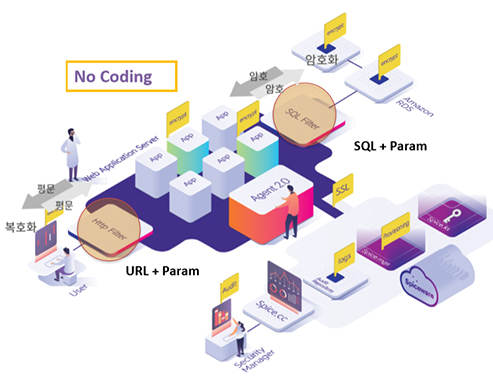 No Coding
encrypt
암호화
encrypt
암호
암호
Amazon
RDS
SQL Filter
SQL + Param
encrypt
encrypt
App
App
App
App
App
App
App
Web Application Server
Agent 2.0
SSL
평문
평문
복호화
Http Filter
URL + Param
User
Spice.ks
provisioning
Spice.mgr
logs
Audit
Repository
Spiceware
Audit
Spice.cc
Security
Manager